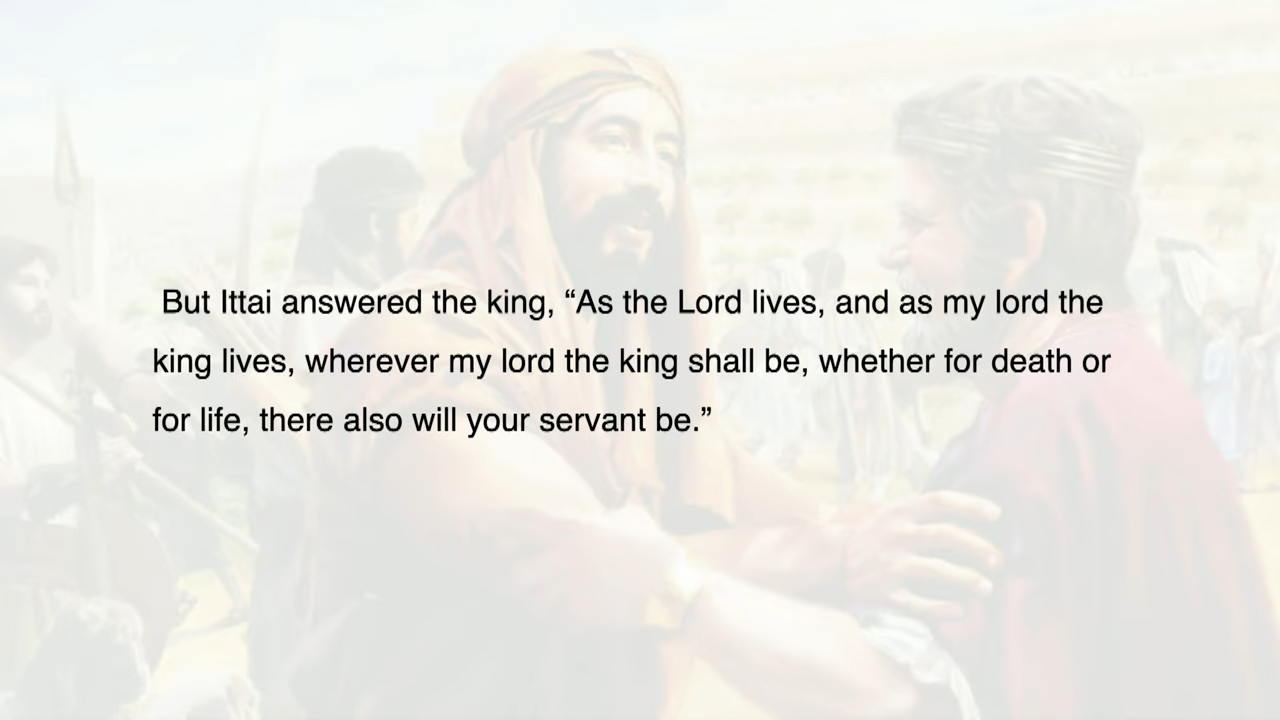 But Ittai answered the king, “As the Lord lives, and as my lord the
king lives, wherever my lord the king shall be, whether for death or
for life, there also will your servant be.”